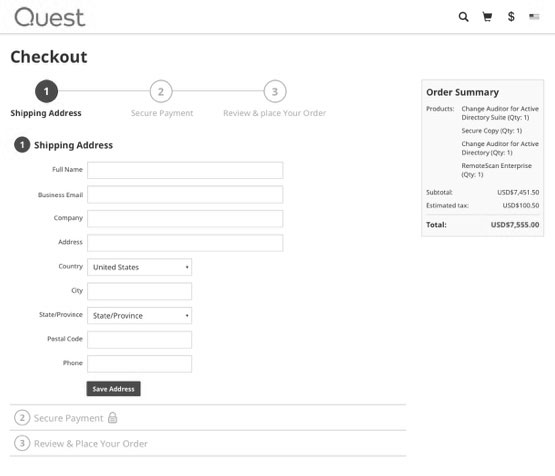 Quest
$
Checkout
1
2
3
Shipping Address
Secure Payment
Review & place Your Order
1 Shipping Address
Full Name
Business Email
Company
Address
Country United States
City
State/Province State/Province
Postal Code
Phone
Save Address
2 Secure Payment
3 Review & Place Your Order
Order Summary
Products: Change Auditor for Active
Directory Suite (Qty: 1)
Secure Copy (Qty: 1)
Change Auditor for Active
Directory (Qty: 1)
RemoteScan Enterprise
(Qty: 1)
Subtotal: USD$7,451.50
Estimated tax: USD$100.50
Total: USD$7,555.00